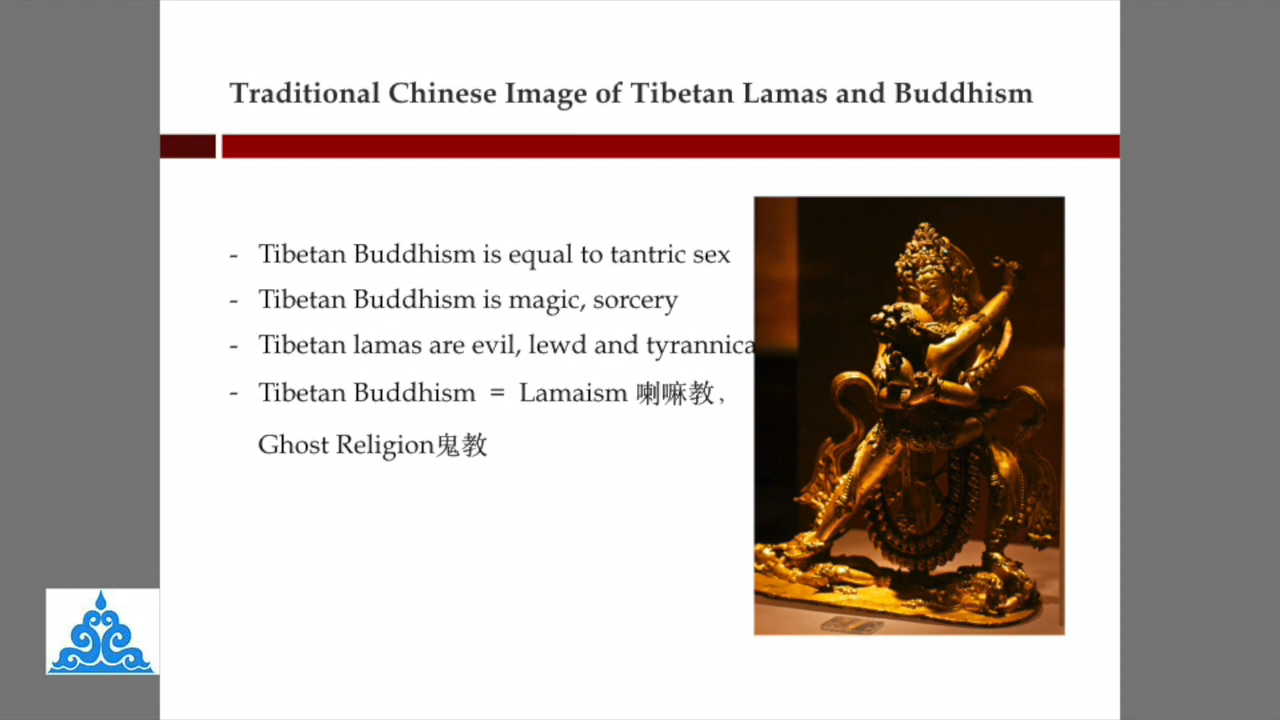 Traditional Chinese Image of Tibetan Lamas and Buddhism
- Tibetan Buddhism is equal to tantric sex
- Tibetan Buddhism is magic, sorcery
- Tibetan lamas are evil, lewd and tyrannica
- Tibetan Buddhism = Lamaism 喇嘛教,
Ghost Religion鬼教